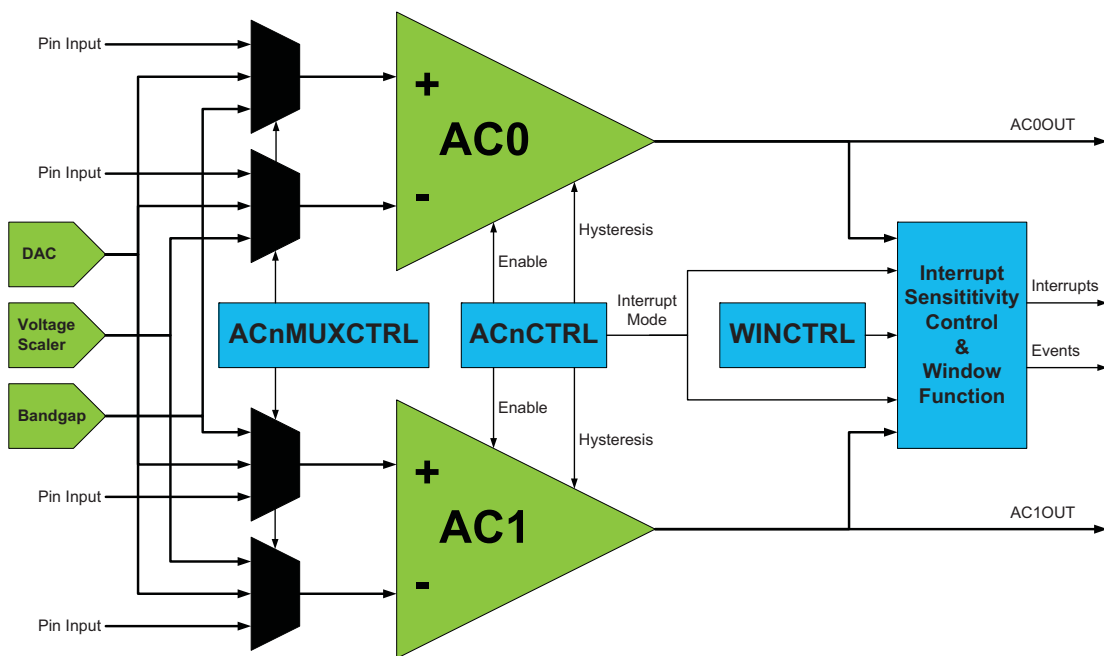 Pin Input
+
AC0
-
AC0OUT
Pin Input
DAC
Voltage
Scaler
Bandgap
ACnMUXCTRL
Enable
Hysteresis
ACnCTRL
Interrupt
Mode
WINCTRL
Interrupt
Sensititivity
Control
&
Window
Function
Interrupts
Events
Enable
Hysteresis
Pin Input
+
AC1
-
AC1OUT
Pin Input